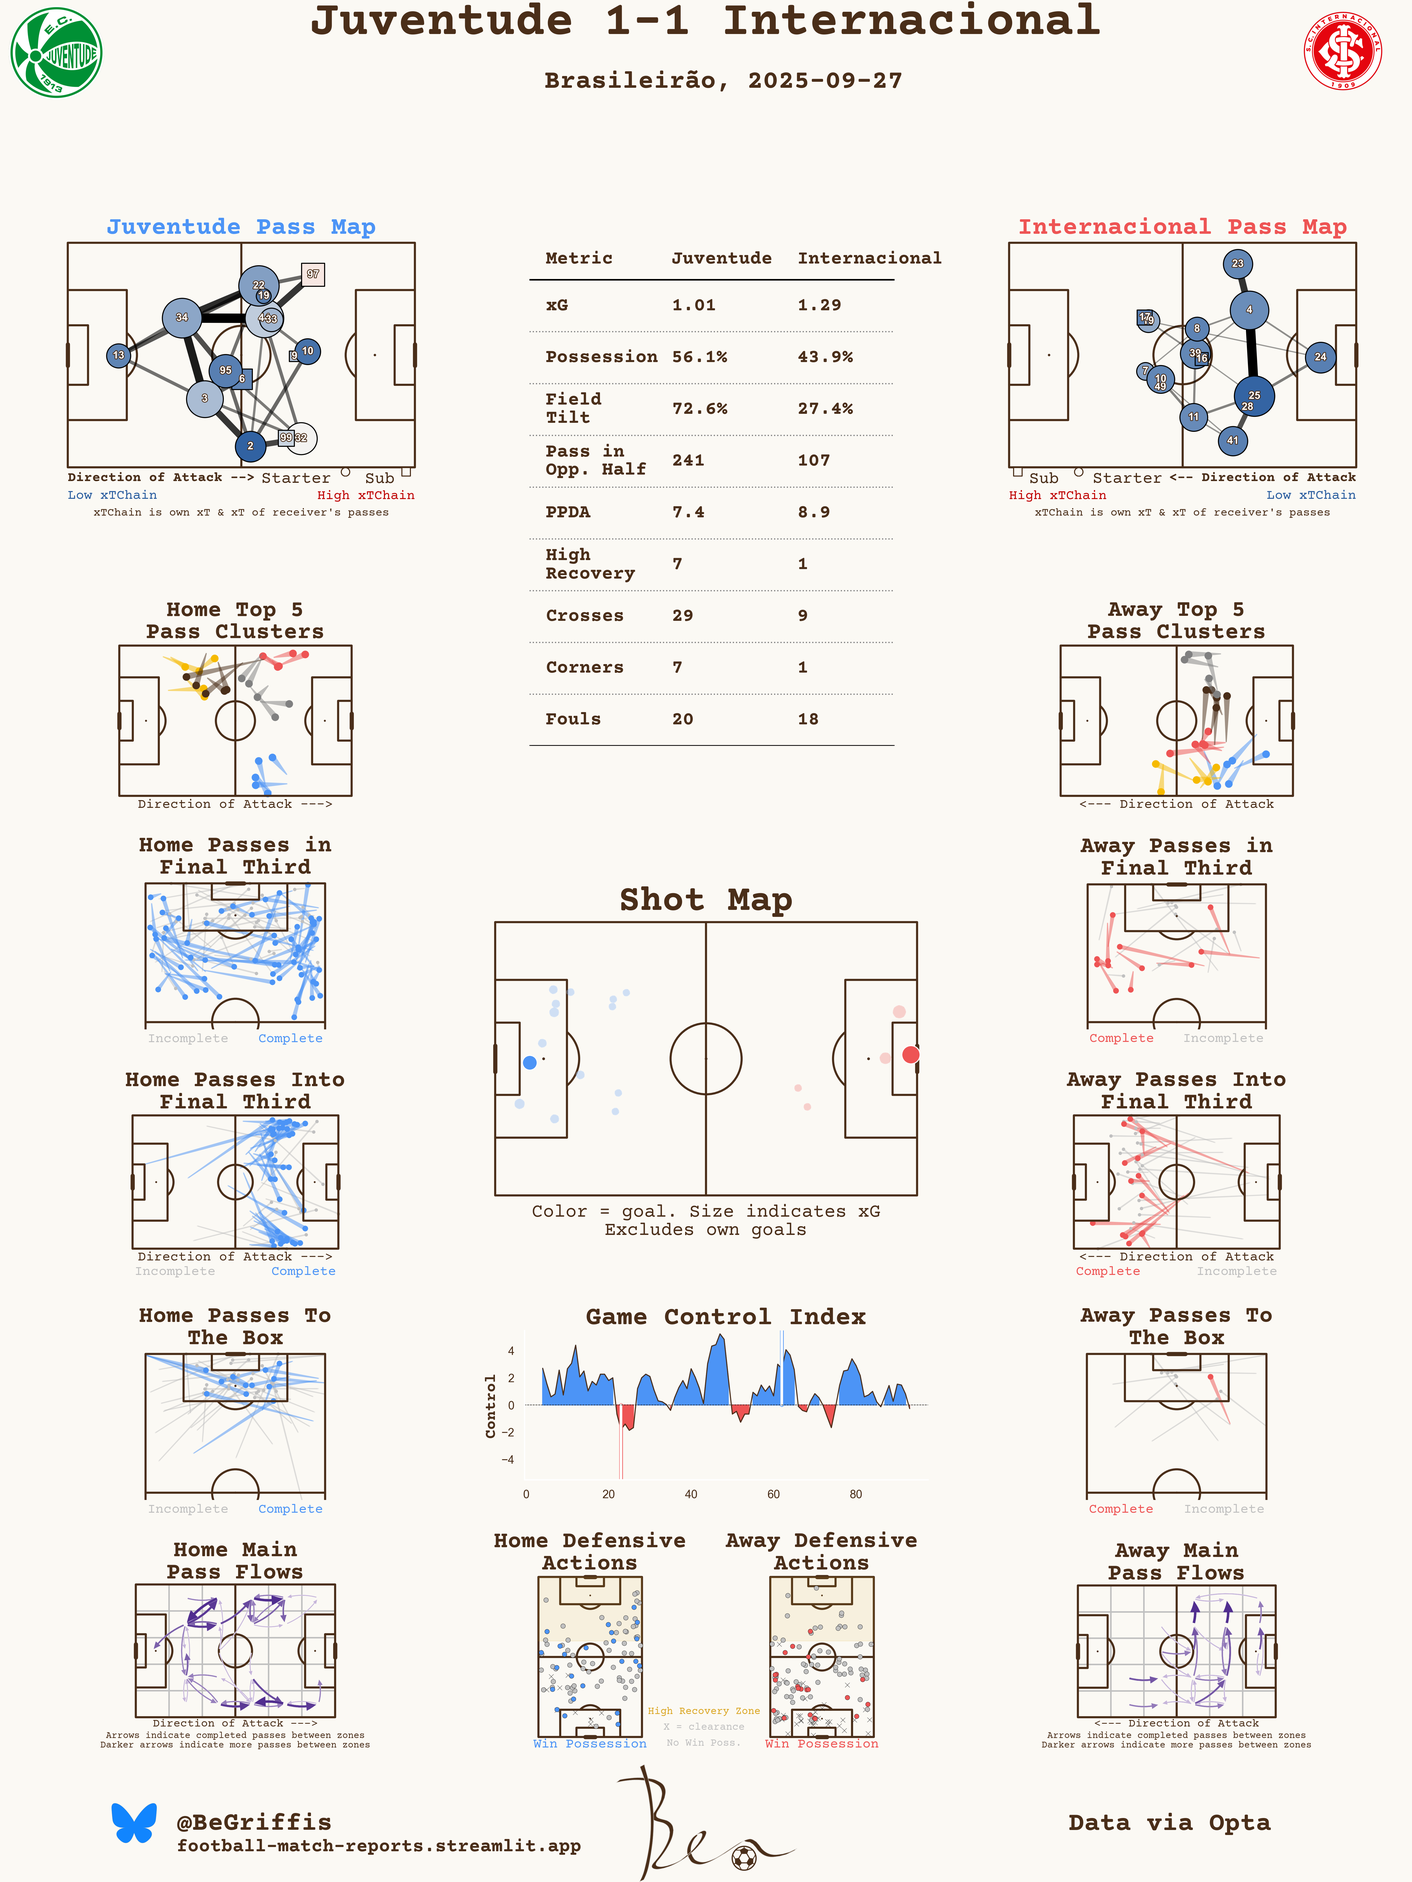 Juventude 1-1 Internacional
Brasileirão, 2025-09-27
E.C.
JUVENTUDE
1913
S.C.INTERNACIONAL
1909
Juventude Pass Map
97
22
19
34
33
13
10
95
6
3
99
32
2
Direction of Attack --> Starter Sub
Low xTChain High xTChain
xTChain is own xT & xT of receiver's passes
Metric Juventude Internacional
xG 1.01 1.29
Possession 56.1% 43.9%
Field
Tilt 72.6% 27.4%
Pass in
Opp. Half 241 107
PPDA 7.4 8.9
High
Recovery 7 1
Crosses 29 9
Corners 7 1
Fouls 20 18
Internacional Pass Map
23
4
17
8
39
16
24
7
10
49
25
28
11
41
Sub Starter <-- Direction of Attack
High xTChain Low xTChain
xTChain is own xT & xT of receiver's passes
Home Top 5
Pass Clusters
Direction of Attack --->
Away Top 5
Pass Clusters
<--- Direction of Attack
Home Passes in
Final Third
Incomplete Complete
Away Passes in
Final Third
Complete Incomplete
Shot Map
Color = goal. Size indicates xG
Excludes own goals
Home Passes Into
Final Third
Direction of Attack --->
Incomplete Complete
Away Passes Into
Final Third
<--- Direction of Attack
Complete Incomplete
Home Passes To
The Box
Incomplete Complete
Game Control Index
Control
4
2
0
−2
−4
0 20 40 60 80
Away Passes To
The Box
Complete Incomplete
Home Main
Pass Flows
Direction of Attack --->
Arrows indicate completed passes between zones
Darker arrows indicate more passes between zones
Home Defensive
Actions
Win Possession
High Recovery Zone
X = clearance
No Win Poss.
Away Defensive
Actions
Win Possession
Away Main
Pass Flows
<--- Direction of Attack
Arrows indicate completed passes between zones
Darker arrows indicate more passes between zones
@BeGriffis
football-match-reports.streamlit.app
Ben
Data via Opta